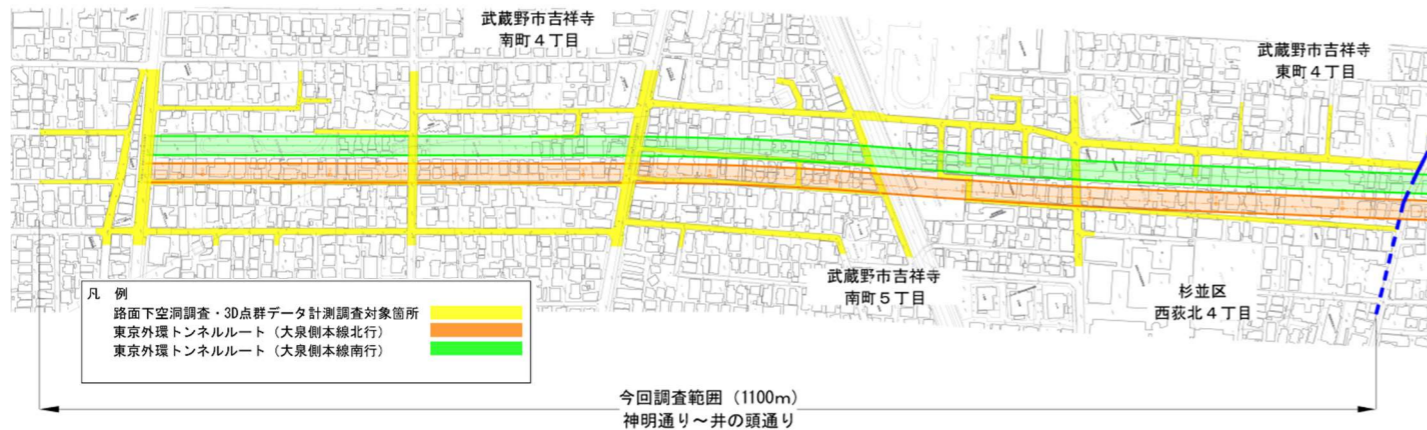 武蔵野市吉祥寺
南町４丁目
武蔵野市吉祥寺
東町４丁目
武蔵野市吉祥寺
南町５丁目
杉並区
西荻北４丁目
凡　例
路面下空洞調査・3D点群データ計測調査対象箇所
東京外環トンネルルート（大泉側本線北行）
東京外環トンネルルート（大泉側本線南行）
今回調査範囲（1100m）
神明通り～井の頭通り